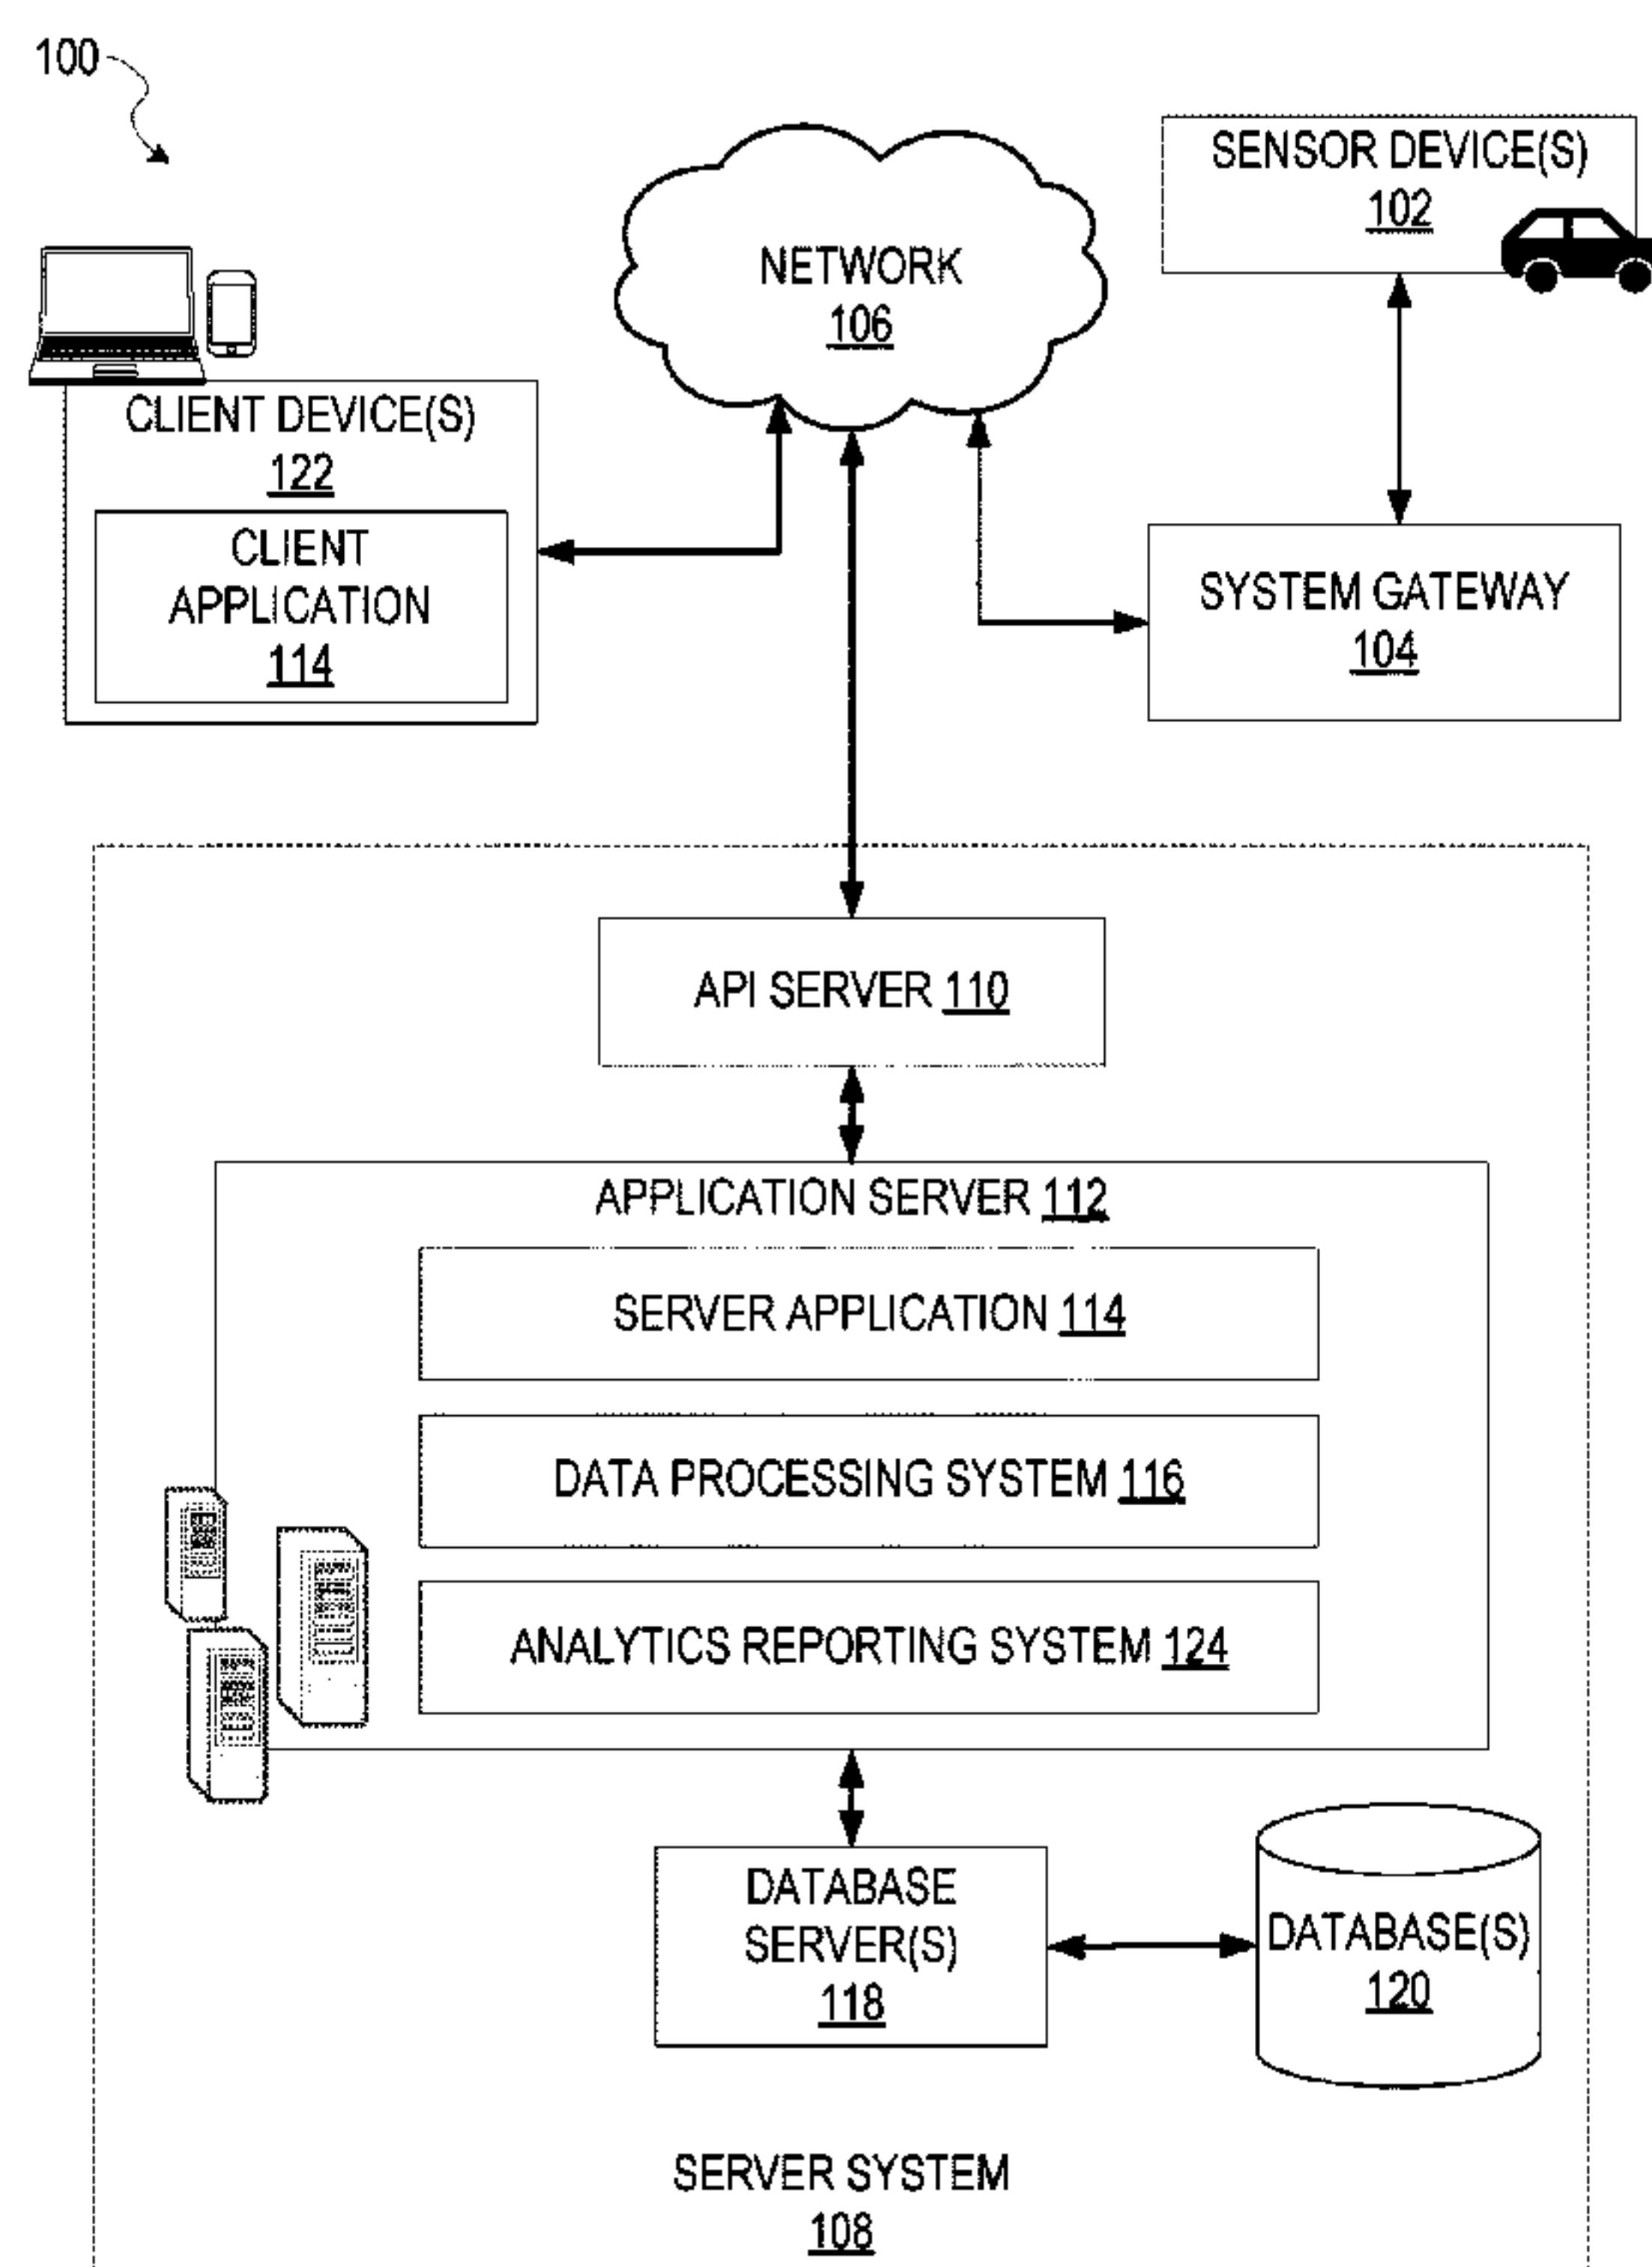 100
SENSOR DEVICE(S)
102
NETWORK
106
CLIENT DEVICE(S)
122
CLIENT
APPLICATION
114
SYSTEM GATEWAY
104
API SERVER 110
APPLICATION SERVER 112
SERVER APPLICATION 114
DATA PROCESSING SYSTEM 116
ANALYTICS REPORTING SYSTEM 124
DATABASE
SERVER(S)
118
DATABASE(S)
120
SERVER SYSTEM
108